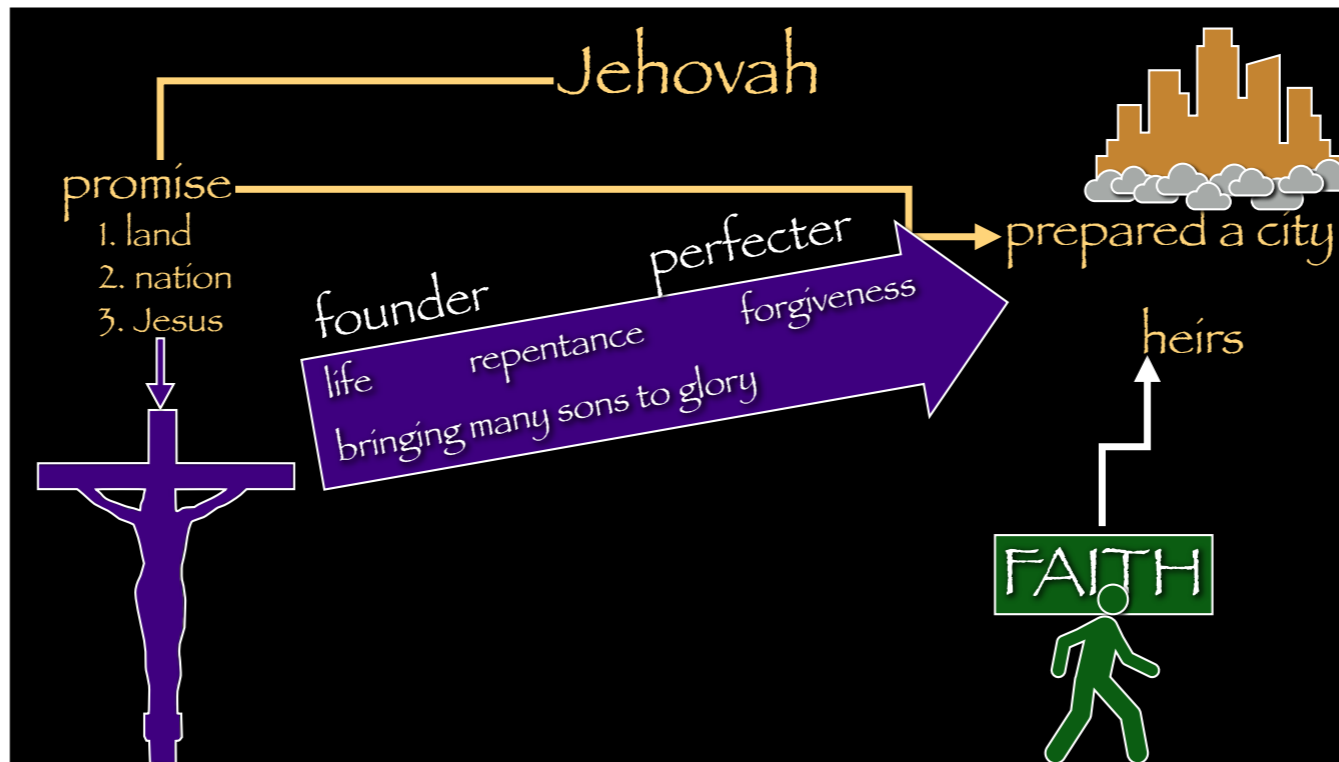 Jehovah
promise
1. land
2. nation
3. Jesus
founder
perfecter
life
repentance
forgiveness
bringing many sons to glory
prepared a city
heirs
FAITH